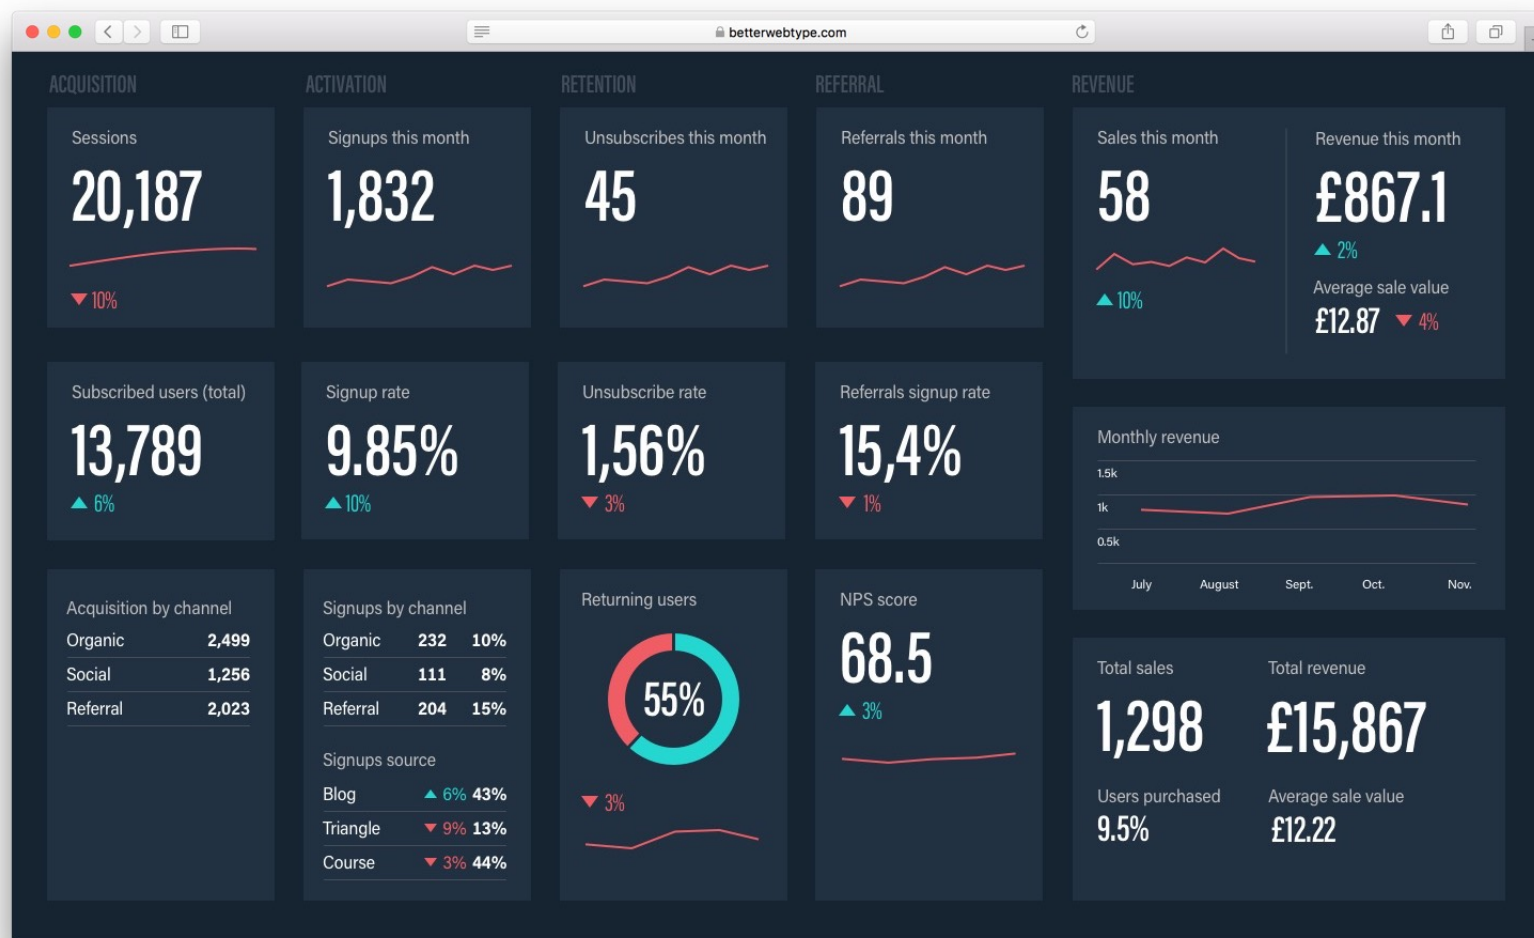 betterwebtype.com
ACQUISITION
Sessions
20,187
10%
Subscribed users (total)
13,789
6%
Acquisition by channel
Organic 2,499
Social 1,256
Referral 2,023
ACTIVATION
Signups this month
1,832
Signup rate
9.85%
10%
Signups by channel
Organic 232 10%
Social 111 8%
Referral 204 15%
Signups source
Blog 6% 43%
Triangle 9% 13%
Course 3% 44%
RETENTION
Unsubscribes this month
45
Unsubscribe rate
1,56%
3%
Returning users
55%
3%
REFERRAL
Referrals this month
89
Referrals signup rate
15,4%
1%
NPS score
68.5
3%
REVENUE
Sales this month
58
10%
Revenue this month
£867.1
2%
Average sale value
£12.87 4%
Monthly revenue
1.5k
1k
0.5k
July August Sept. Oct. Nov.
Total sales
1,298
Users purchased
9.5%
Total revenue
£15,867
Average sale value
£12.22